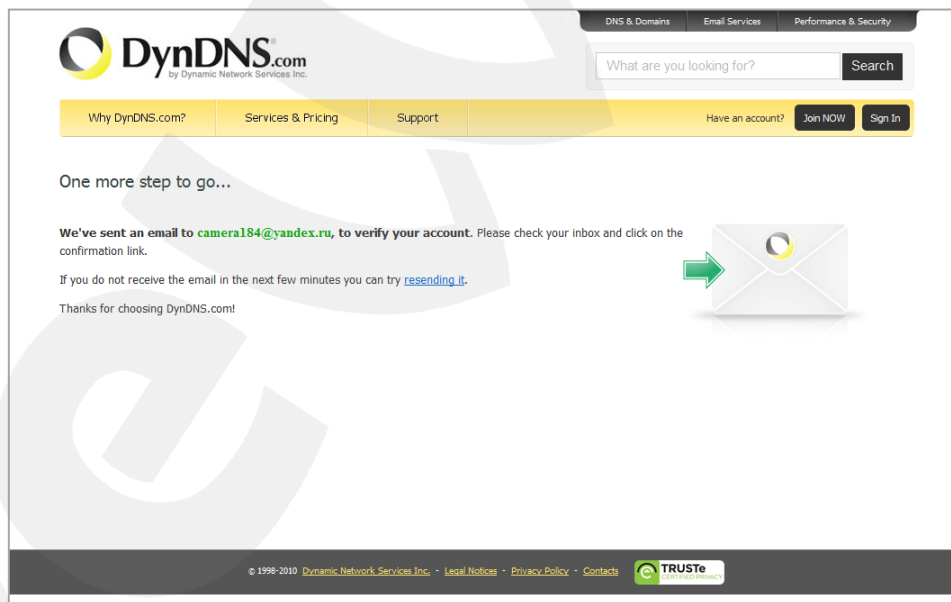 DNS & Domains Email Services Performance & Security
DynDNS.com
by Dynamic Network Services Inc.
What are you looking for? Search
Why DynDNS.com? Services & Pricing Support Have an account? Join NOW Sign In
One more step to go...
We've sent an email to camera184@yandex.ru, to verify your account. Please check your inbox and click on the
confirmation link.
If you do not receive the email in the next few minutes you can try resending it.
Thanks for choosing DynDNS.com!
© 1998-2010 Dynamic Network Services Inc. - Legal Notices - Privacy Policy - Contacts
TRUSTe
CERTIFIED PRIVACY